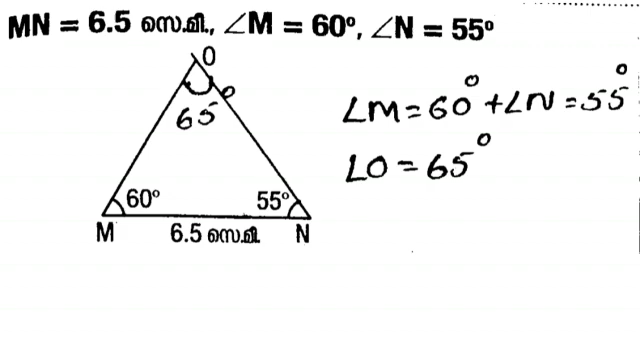 MN = 6.5 സെ.മീ., ∠M = 60°, ∠N = 55°
O
65°
∠M = 60° + ∠N = 55°
∠O = 65°
60° 55°
M 6.5 സെ.മീ. N